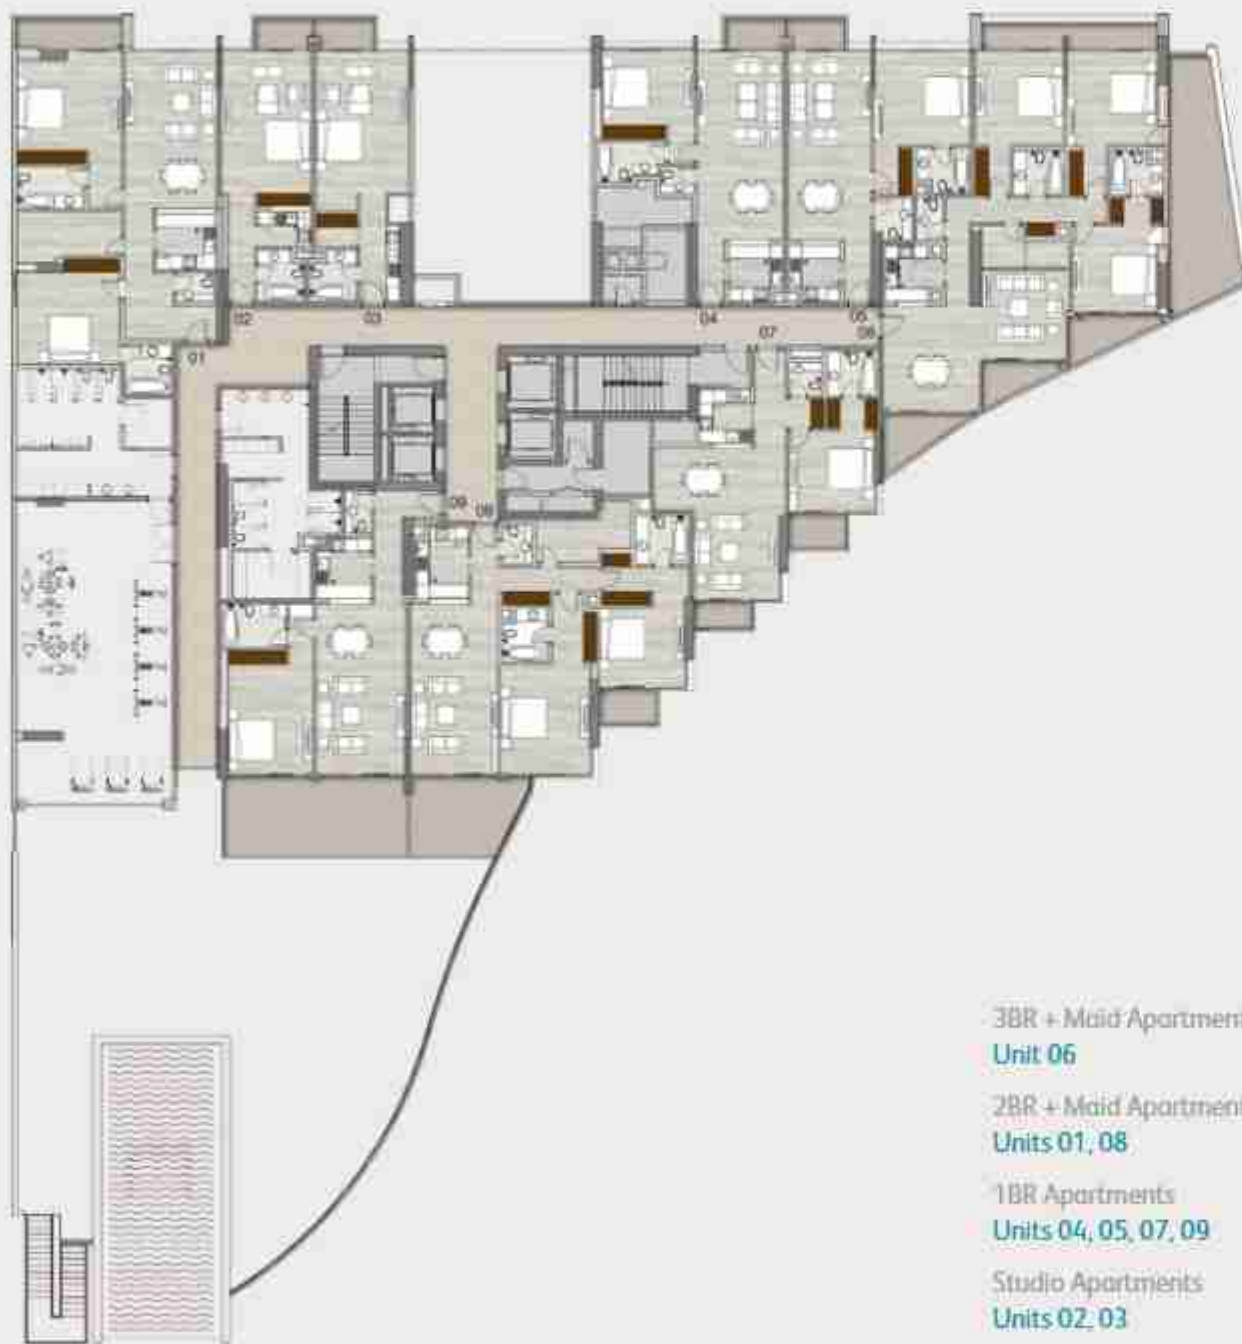 02
03
04
05
07
06
01
09
08
3BR + Maid Apartment
Unit 06
2BR + Maid Apartment
Units 01, 08
1BR Apartments
Units 04, 05, 07, 09
Studio Apartments
Units 02, 03